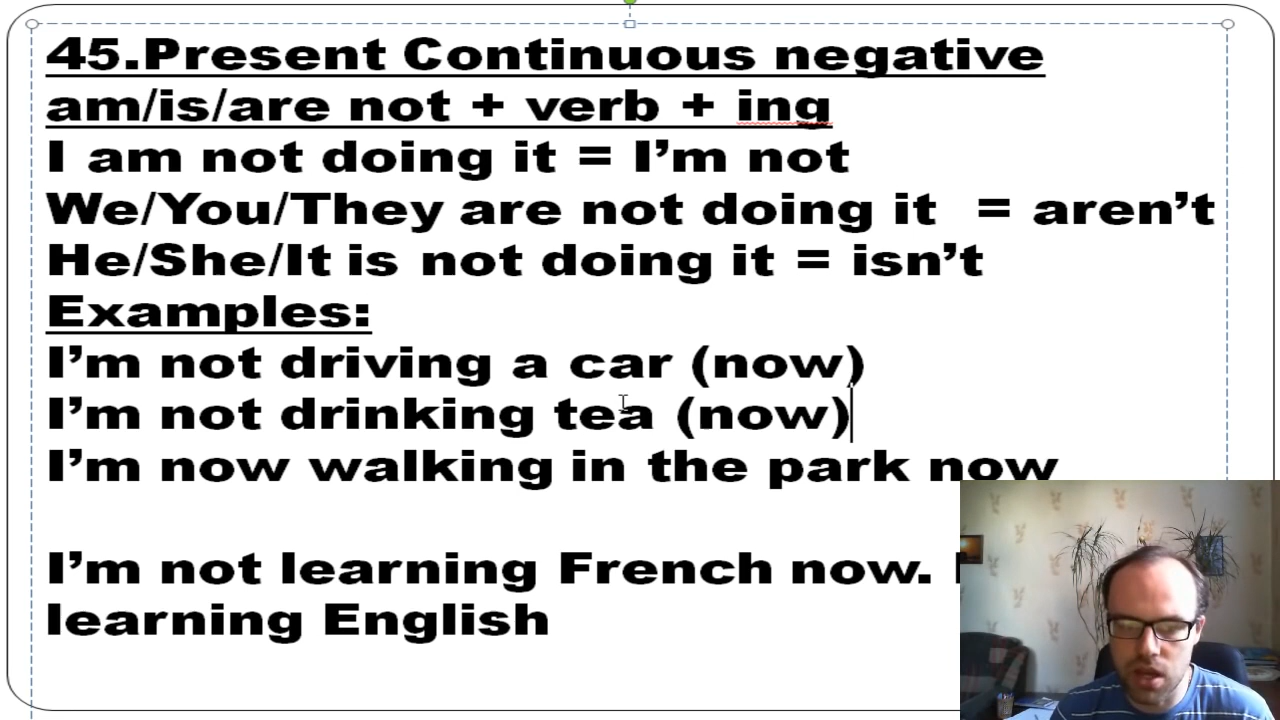 45.Present Continuous negative
am/is/are not + verb + ing
I am not doing it = I’m not
We/You/They are not doing it = aren’t
He/She/It is not doing it = isn’t
Examples:
I’m not driving a car (now)
I’m not drinking tea (now)
I’m now walking in the park now
I’m not learning French now.
learning English